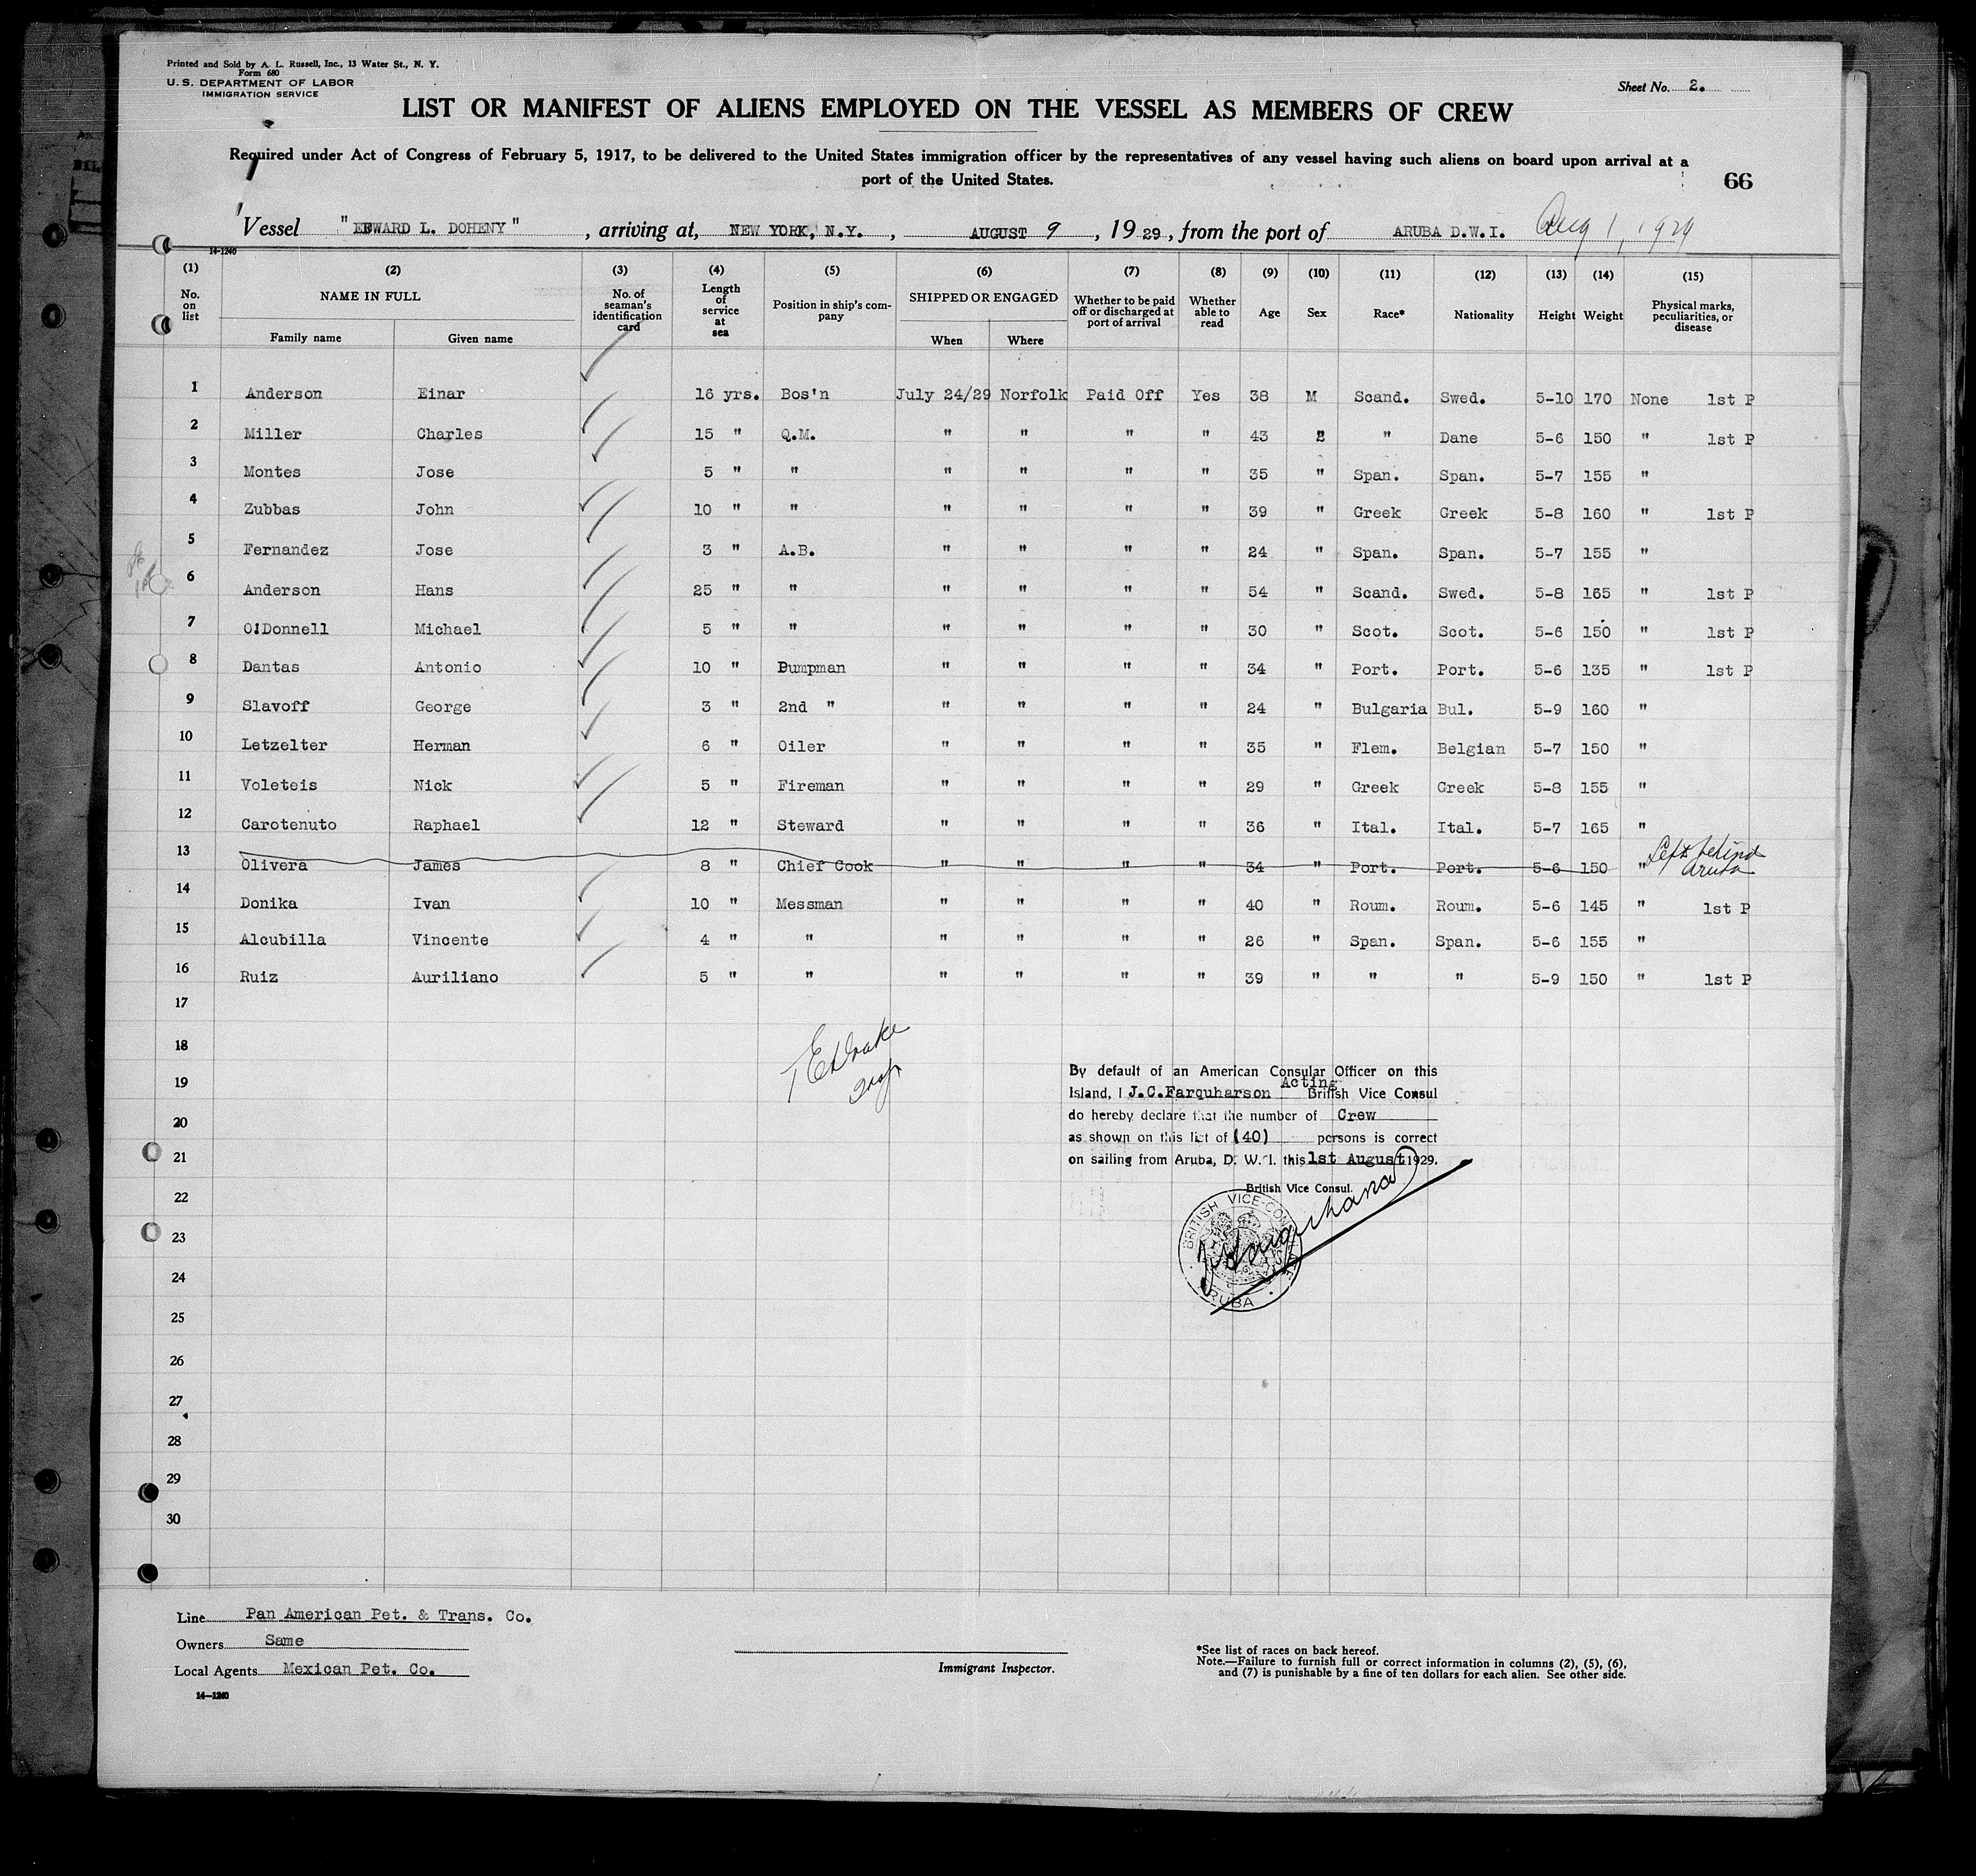 Printed and Sold by A. L. Russell, Inc., 13 Water St., N. Y.
Form 680
U. S. DEPARTMENT OF LABOR
IMMIGRATION SERVICE
Sheet No. 2.
LIST OR MANIFEST OF ALIENS EMPLOYED ON THE VESSEL AS MEMBERS OF CREW
Required under Act of Congress of February 5, 1917, to be delivered to the United States immigration officer by the representatives of any vessel having such aliens on board upon arrival at a
port of the United States.
66
Vessel "EDWARD L. DOHENY" , arriving at, NEW YORK, N.Y. , AUGUST 9 , 19 29 , from the port of ARUBA D.W.I. Aug 1, 1929
14-1240
(1) (2) (3) (4) (5) (6) (7) (8) (9) (10) (11) (12) (13) (14) (15)
No. on list NAME IN FULL No. of seaman's identification card Length of service at sea Position in ship's company SHIPPED OR ENGAGED Whether to be paid off or discharged at port of arrival Whether able to read Age Sex Race* Nationality Height Weight Physical marks, peculiarities, or disease
Family name Given name When Where
1 Anderson Einar 16 yrs. Bos'n July 24/29 Norfolk Paid Off Yes 38 M Scand. Swed. 5-10 170 None 1st P
2 Miller Charles 15 " Q.M. " " " " 43 " " Dane 5-6 150 " 1st P
3 Montes Jose 5 " " " " " " 35 " Span. Span. 5-7 155 "
4 Zubbas John 10 " " " " " " 39 " Greek Greek 5-8 160 " 1st P
5 Fernandez Jose 3 " A.B. " " " " 24 " Span. Span. 5-7 155 "
6 Anderson Hans 25 " " " " " " 54 " Scand. Swed. 5-8 165 " 1st P
7 O'Donnell Michael 5 " " " " " " 30 " Scot. Scot. 5-6 150 " 1st P
8 Dantas Antonio 10 " Pumpman " " " " 34 " Port. Port. 5-6 135 " 1st P
9 Slavoff George 3 " 2nd " " " " " 24 " Bulgaria Bul. 5-9 160 "
10 Letzelter Herman 6 " Oiler " " " " 35 " Flem. Belgian 5-7 150 "
11 Voleteis Nick 5 " Fireman " " " " 29 " Greek Greek 5-8 155 "
12 Carotenuto Raphael 12 " Steward " " " " 36 " Ital. Ital. 5-7 165 "
13 Olivera James 8 " Chief Cook " " " " 34 " Port. Port. 5-6 150 " Left behind Aruba
14 Donika Ivan 10 " Messman " " " " 40 " Roum. Roum. 5-6 145 " 1st P
15 Alcubilla Vincente 4 " " " " " " 26 " Span. Span. 5-6 155 "
16 Ruiz Auriliano 5 " " " " " " 39 " " " 5-9 150 " 1st P
17
18
19
20
21
22
23
24
25
26
27
28
29
30
By default of an American Consular Officer on this
Island, I J.C.Farquharson Acting British Vice Consul
do hereby declare that the number of Crew
as shown on this list of (40) persons is correct
on sailing from Aruba, D. W. I. this 1st August 1929.
British Vice Consul.
BRITISH VICE-CONSULATE
ARUBA
Line Pan American Pet. & Trans. Co.
Owners Same
Local Agents Mexican Pet. Co.
14-1240
Immigrant Inspector.
*See list of races on back hereof.
Note.—Failure to furnish full or correct information in columns (2), (5), (6),
and (7) is punishable by a fine of ten dollars for each alien. See other side.